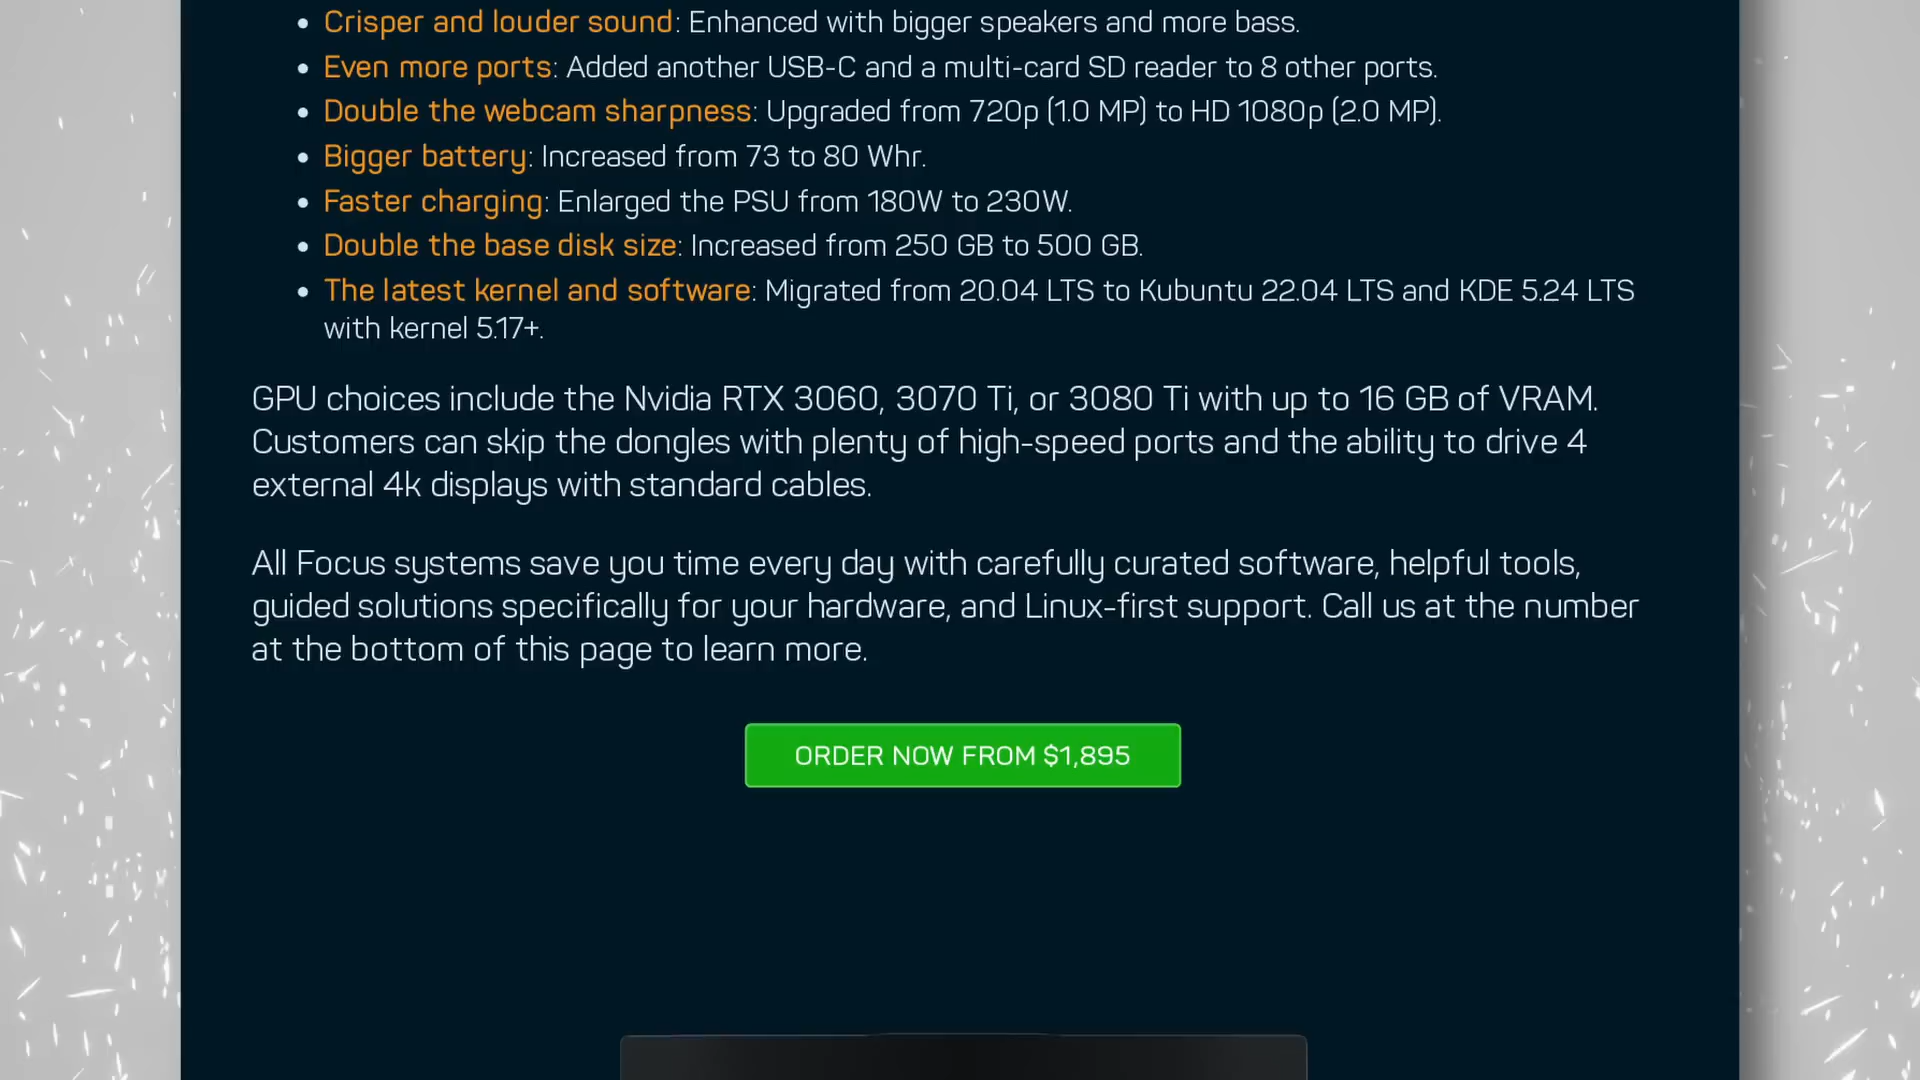 Crisper and louder sound: Enhanced with bigger speakers and more bass.
Even more ports: Added another USB-C and a multi-card SD reader to 8 other ports.
Double the webcam sharpness: Upgraded from 720p (1.0 MP) to HD 1080p (2.0 MP).
Bigger battery: Increased from 73 to 80 Whr.
Faster charging: Enlarged the PSU from 180W to 230W.
Double the base disk size: Increased from 250 GB to 500 GB.
The latest kernel and software: Migrated from 20.04 LTS to Kubuntu 22.04 LTS and KDE 5.24 LTS
with kernel 5.17+.
GPU choices include the Nvidia RTX 3060, 3070 Ti, or 3080 Ti with up to 16 GB of VRAM.
Customers can skip the dongles with plenty of high-speed ports and the ability to drive 4
external 4k displays with standard cables.
All Focus systems save you time every day with carefully curated software, helpful tools,
guided solutions specifically for your hardware, and Linux-first support. Call us at the number
at the bottom of this page to learn more.
ORDER NOW FROM $1,895